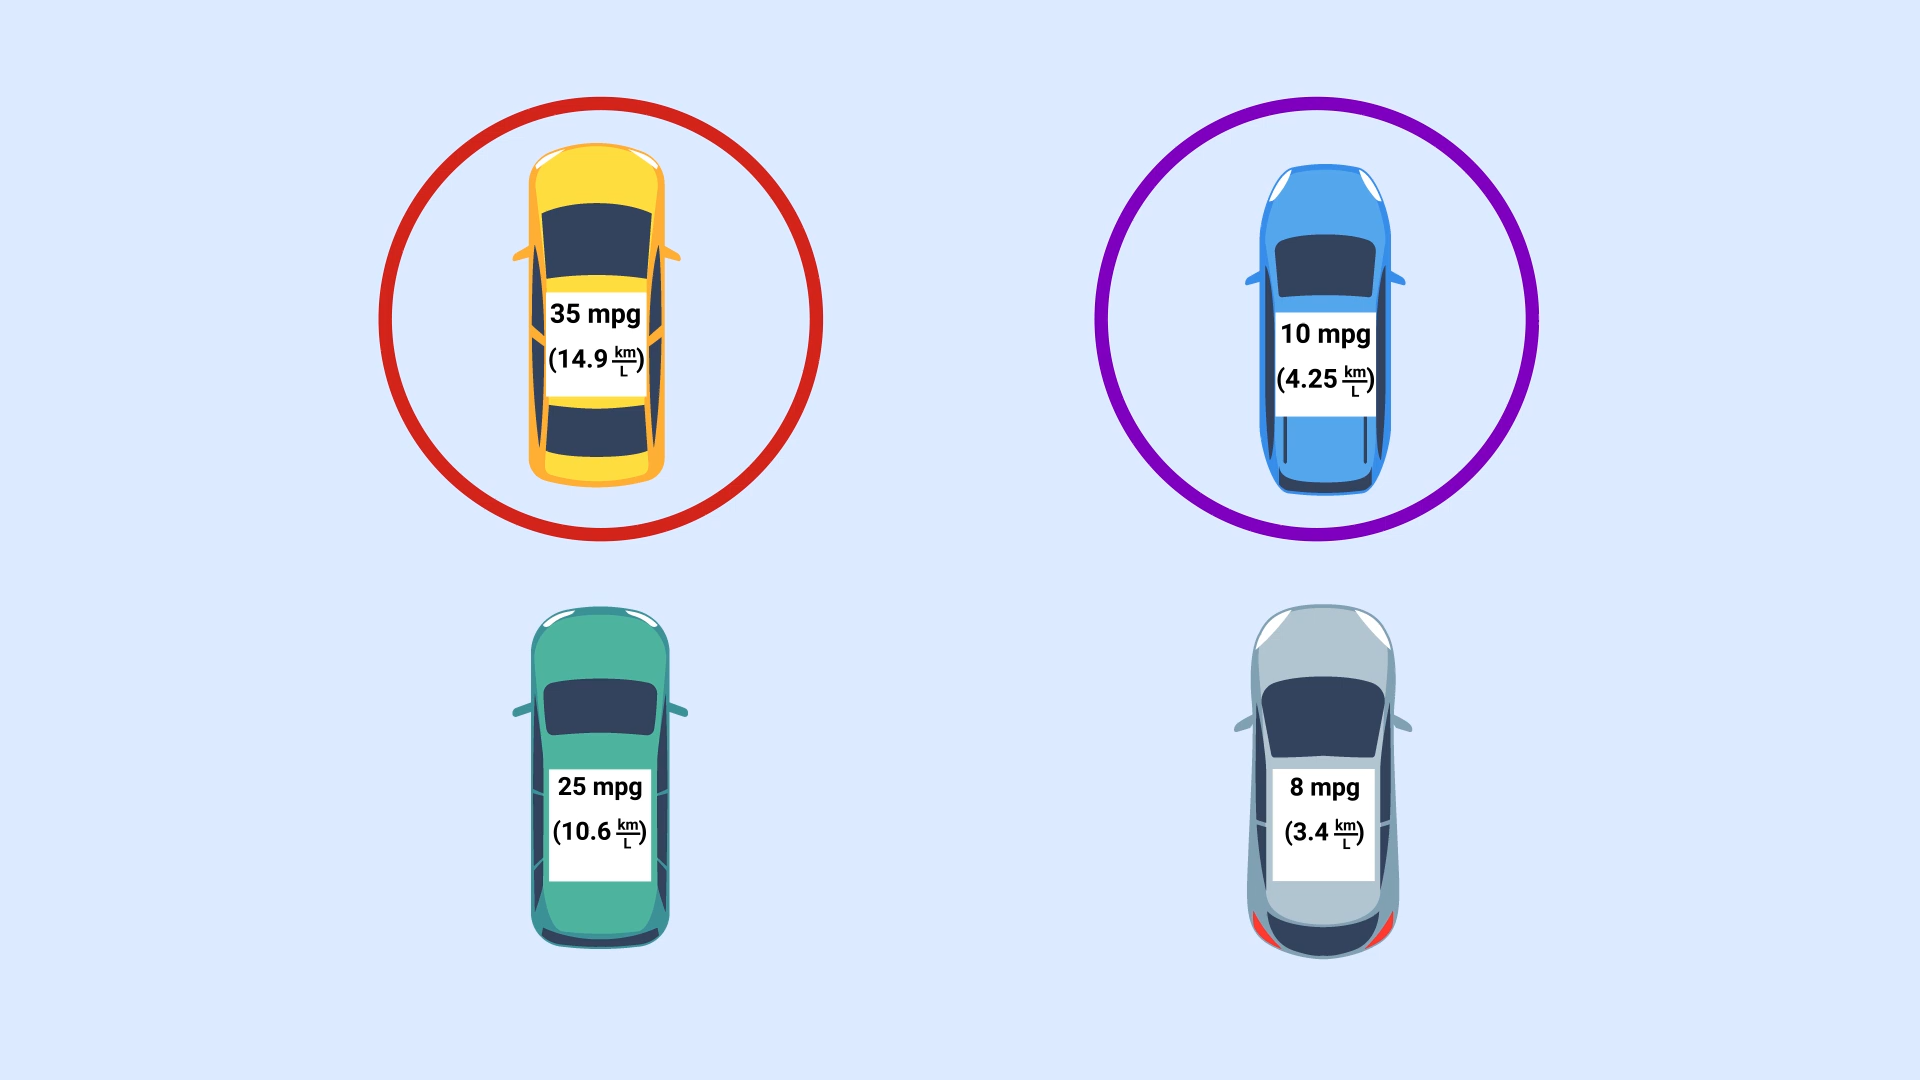 35 mpg
(14.9 km/L)
10 mpg
(4.25 km/L)
25 mpg
(10.6 km/L)
8 mpg
(3.4 km/L)